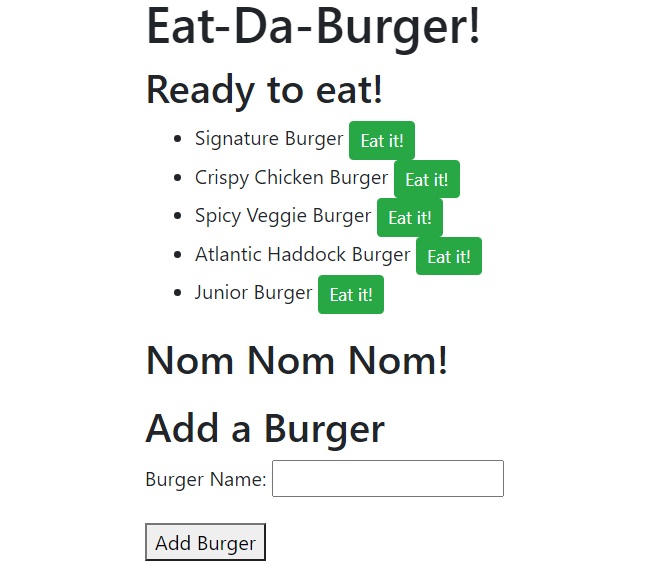 Eat-Da-Burger!
Ready to eat!
Signature Burger Eat it!
Crispy Chicken Burger Eat it!
Spicy Veggie Burger Eat it!
Atlantic Haddock Burger Eat it!
Junior Burger Eat it!
Nom Nom Nom!
Add a Burger
Burger Name:
Add Burger